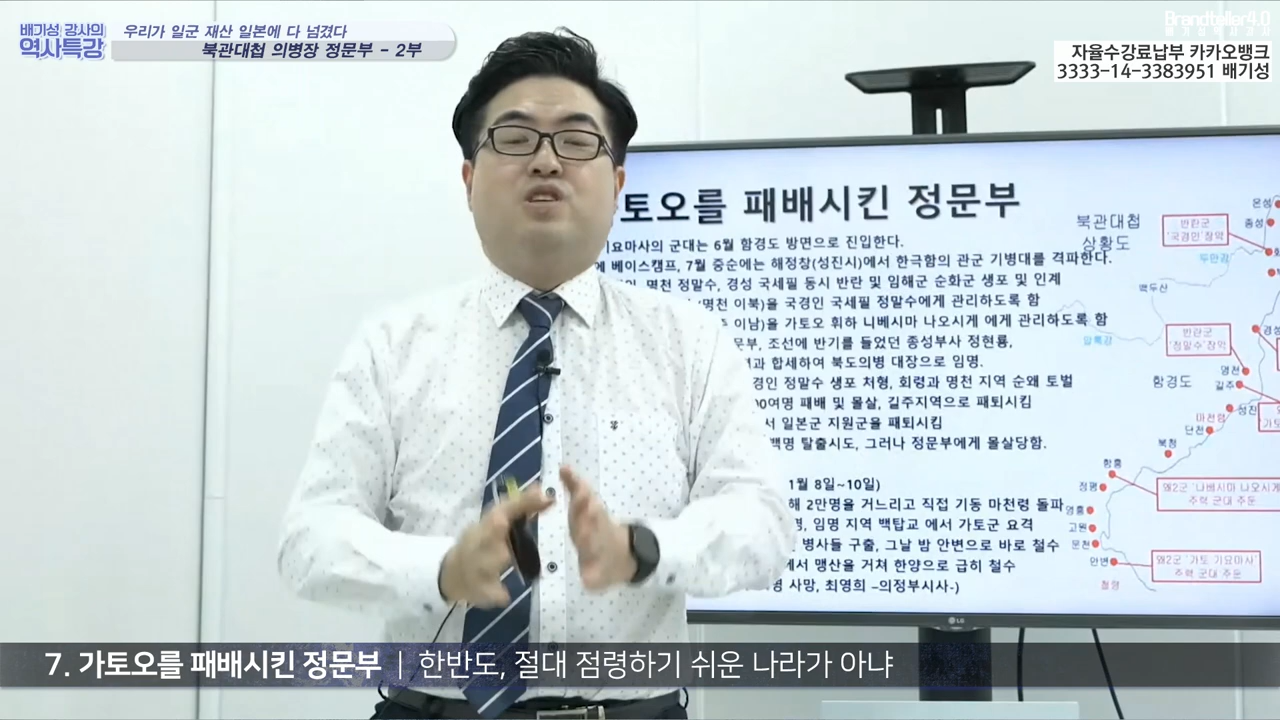 배기성 강사의
역사특강
우리가 일군 재산 일본에 다 넘겼다
북관대첩 의병장 정문부 - 2부
Brandteller4.0
자율수강료납부 카카오뱅크
3333-14-3383951 배기성
토오를 패배시킨 정문부
기요마사의 군대는 6월 함경도 방면으로 진입한다.
에 베이스캠프, 7월 중순에는 해정창(성진시)에서 한극함의 관군 기병대를 격파한다.
명천 정말수, 경성 국세필 동시 반란 및 임해군 순화군 생포 및 인계
(명천 이북)을 국경인 국세필 정말수에게 관리하도록 함
이남)을 가토오 휘하 니베시마 나오시게 에게 관리하도록 함
문부, 조선에 반기를 들었던 종성부사 정현룡,
과 합세하여 북도의병 대장으로 임명.
경인 정말수 생포 처형, 회령과 명천 지역 순왜 토벌
00여명 패배 및 몰살, 길주지역으로 패퇴시킴
서 일본군 지원군을 패퇴시킴
백명 탈출시도, 그러나 정문부에게 몰살당함.
1월 8일~10일)
해 2만명을 거느리고 직접 기동 마천령 돌파
명, 임명 지역 백탑교 에서 가토군 요격
병사들 구출, 그날 밤 안변으로 바로 철수
에서 맹산을 거쳐 한양으로 급히 철수
명 사망, 최영희 –의정부시사-)
북관대첩
상황도
온성
종성
반란군
'국경인' 장악
두만강
백두산
경성
반란군
'정말수' 장악
압록강
명천
함경도
길주
성진
마천령
단천
북청
함흥
정평
왜2군 '나베시마 나오시게
주력 군대 주둔
영흥
고원
문천
안변
왜2군 '가토 기요마사'
주력 군대 주둔
철령
LG
7. 가토오를 패배시킨 정문부 | 한반도, 절대 점령하기 쉬운 나라가 아냐